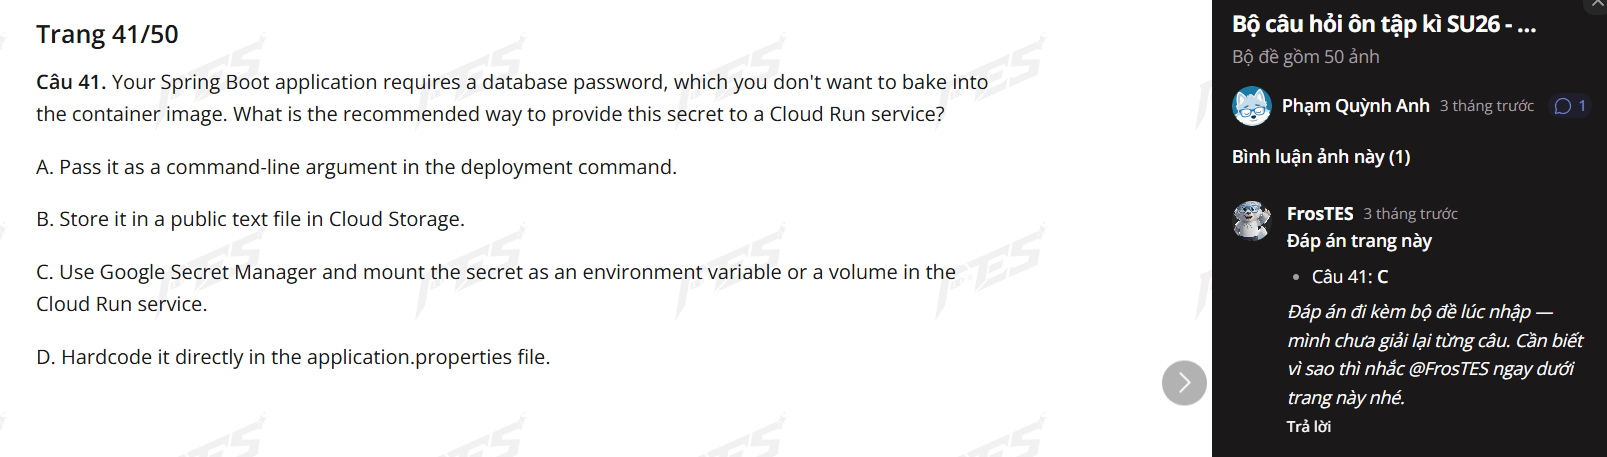 Trang 41/50
Câu 41. Your Spring Boot application requires a database password, which you don't want to bake into
the container image. What is the recommended way to provide this secret to a Cloud Run service?
A. Pass it as a command-line argument in the deployment command.
B. Store it in a public text file in Cloud Storage.
C. Use Google Secret Manager and mount the secret as an environment variable or a volume in the
Cloud Run service.
D. Hardcode it directly in the application.properties file.
Bộ câu hỏi ôn tập kì SU26 - ...
Bộ đề gồm 50 ảnh
Phạm Quỳnh Anh 3 tháng trước 1
Bình luận ảnh này (1)
FrosTES 3 tháng trước
Đáp án trang này
• Câu 41: C
Đáp án đi kèm bộ đề lúc nhập —
mình chưa giải lại từng câu. Cần biết
vì sao thì nhắc @FrosTES ngay dưới
trang này nhé.
Trả lời